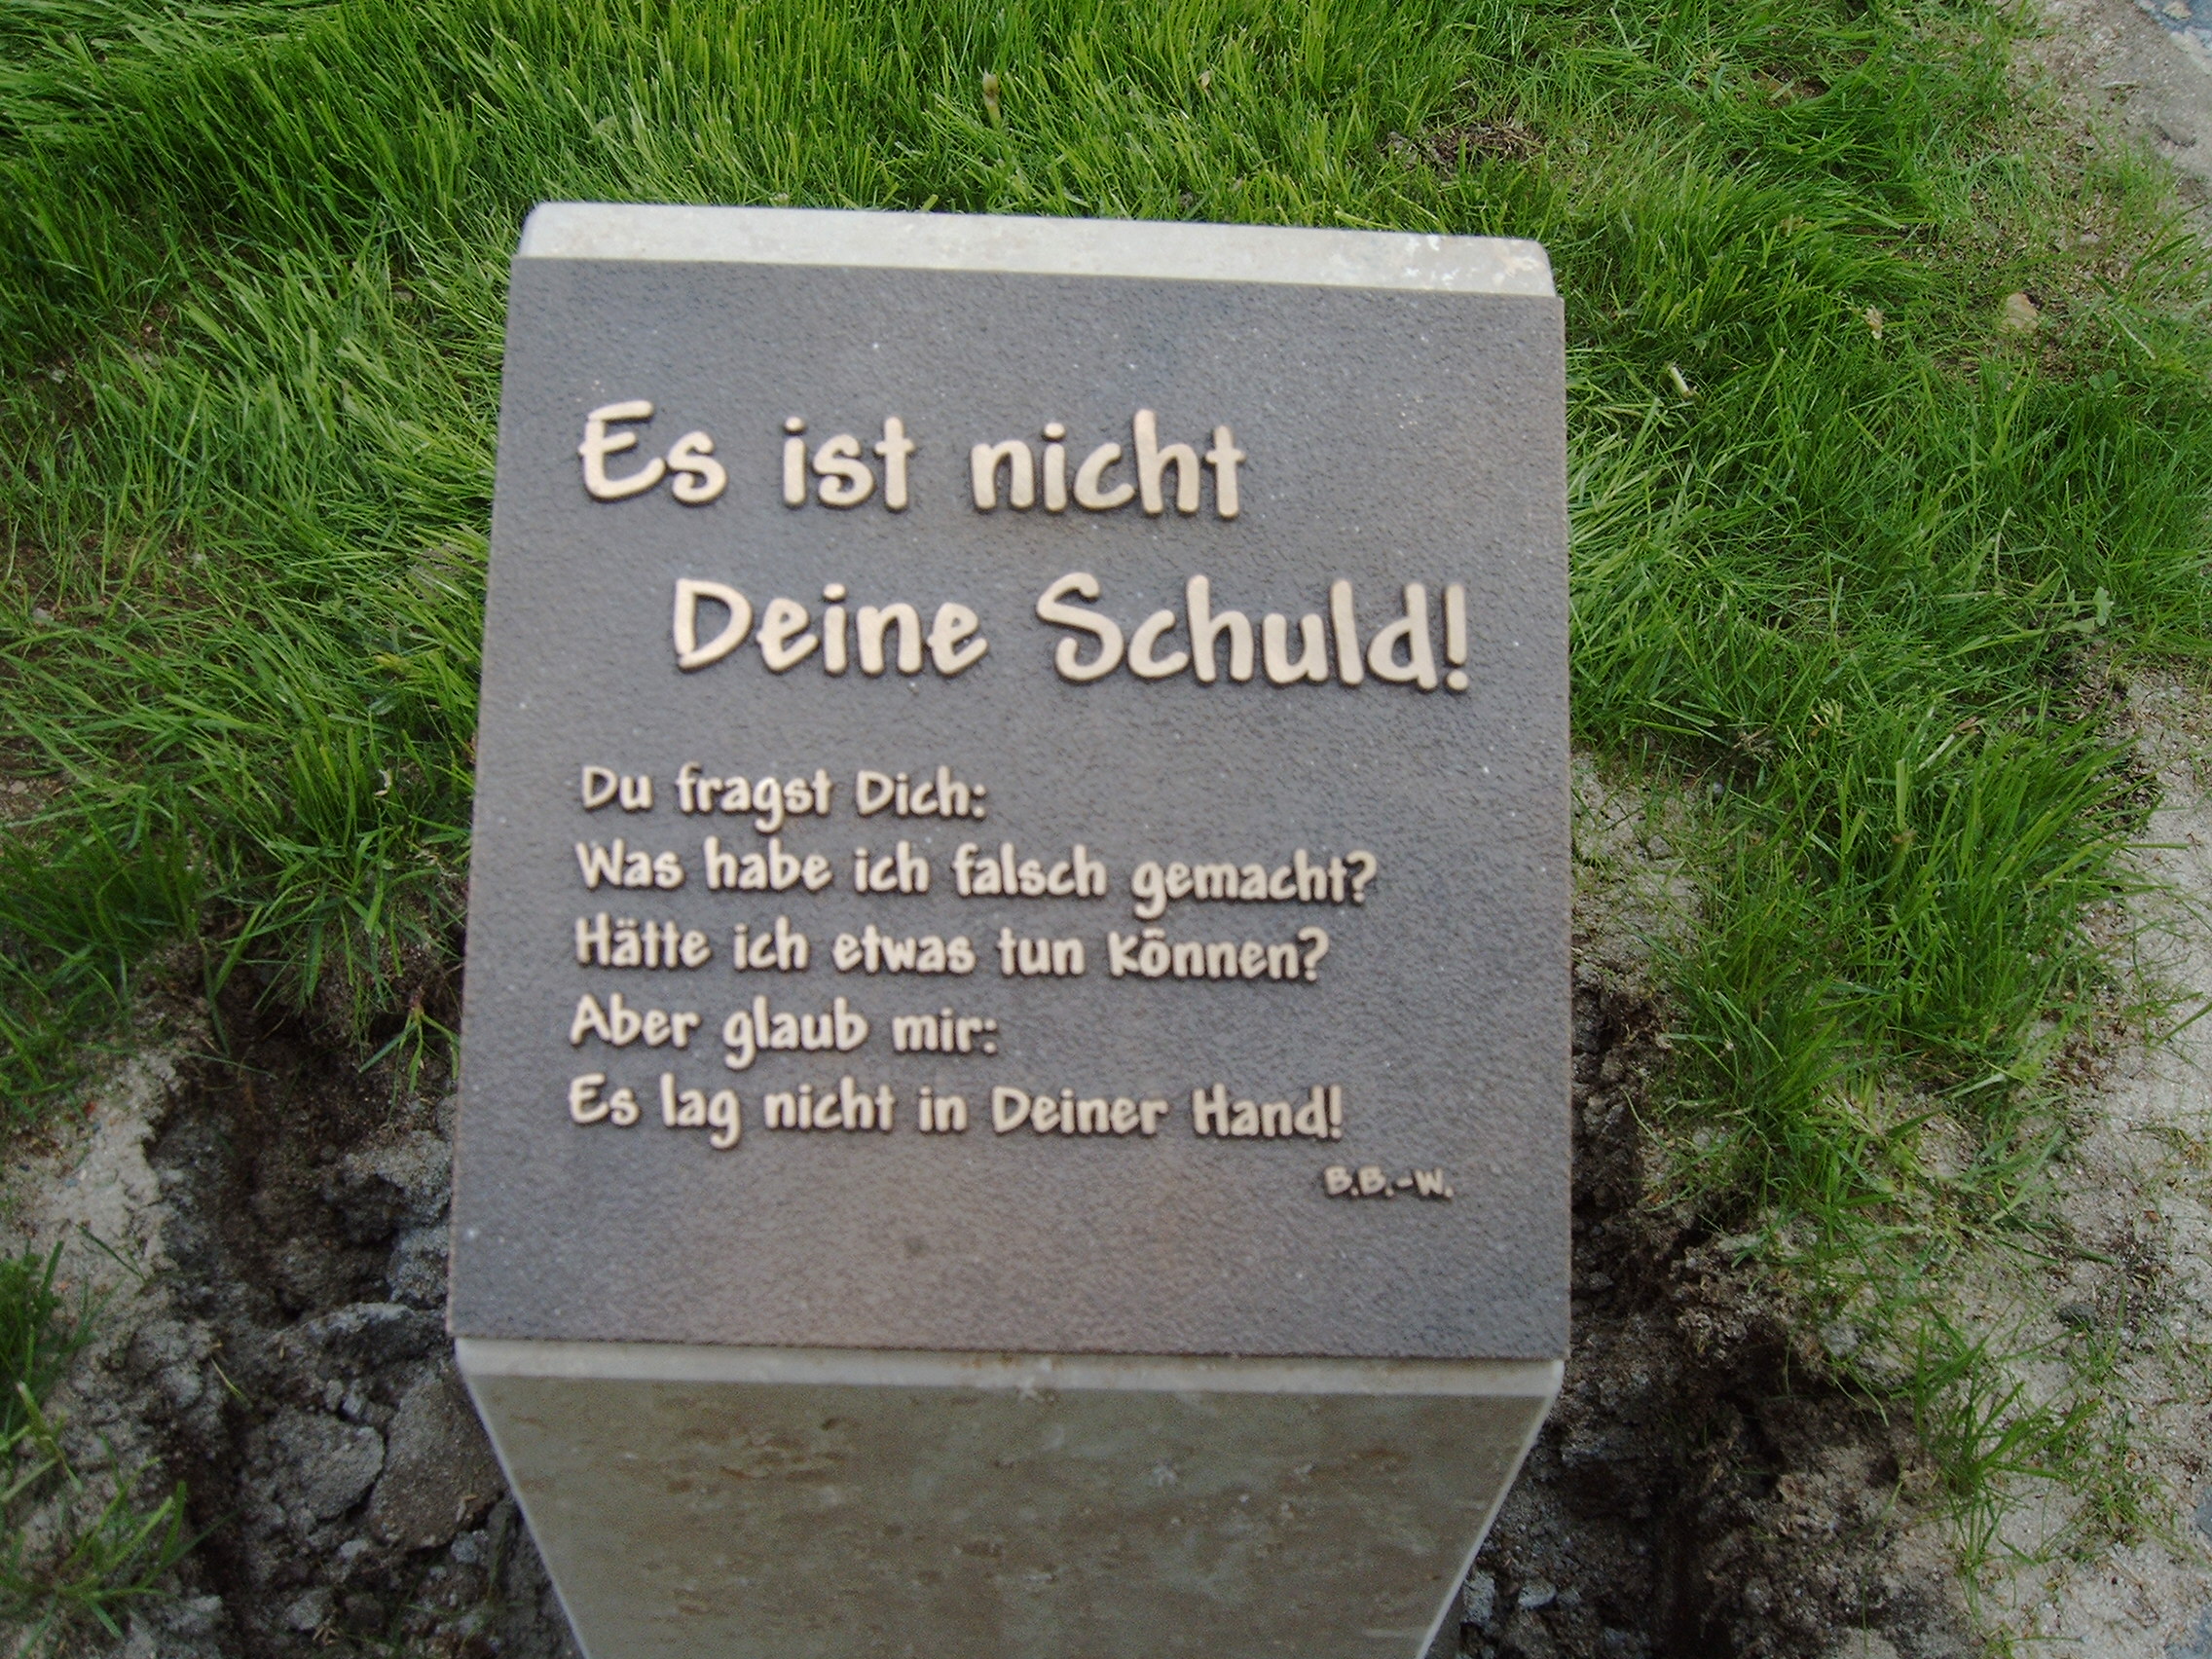 Es ist nicht
Deine Schuld!
Du fragst Dich:
Was habe ich falsch gemacht?
Hätte ich etwas tun können?
Aber glaub mir:
Es lag nicht in Deiner Hand!
B.B.-W.